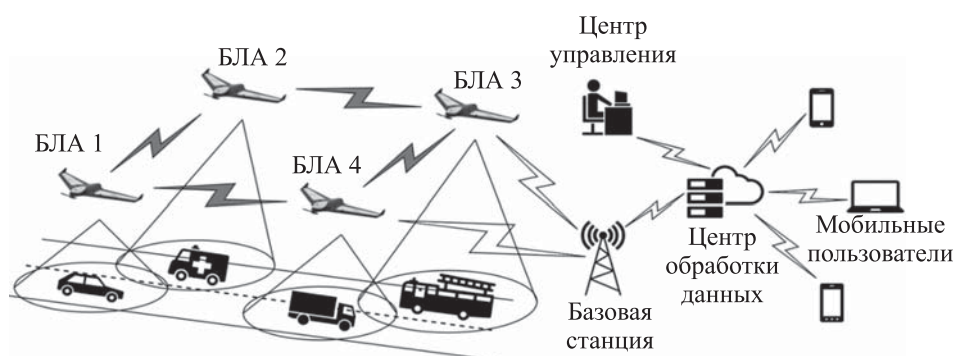 Центр
управления
БЛА 2
БЛА 3
БЛА 1
БЛА 4
Мобильные
пользователи
Центр
обработки
данных
Базовая
станция